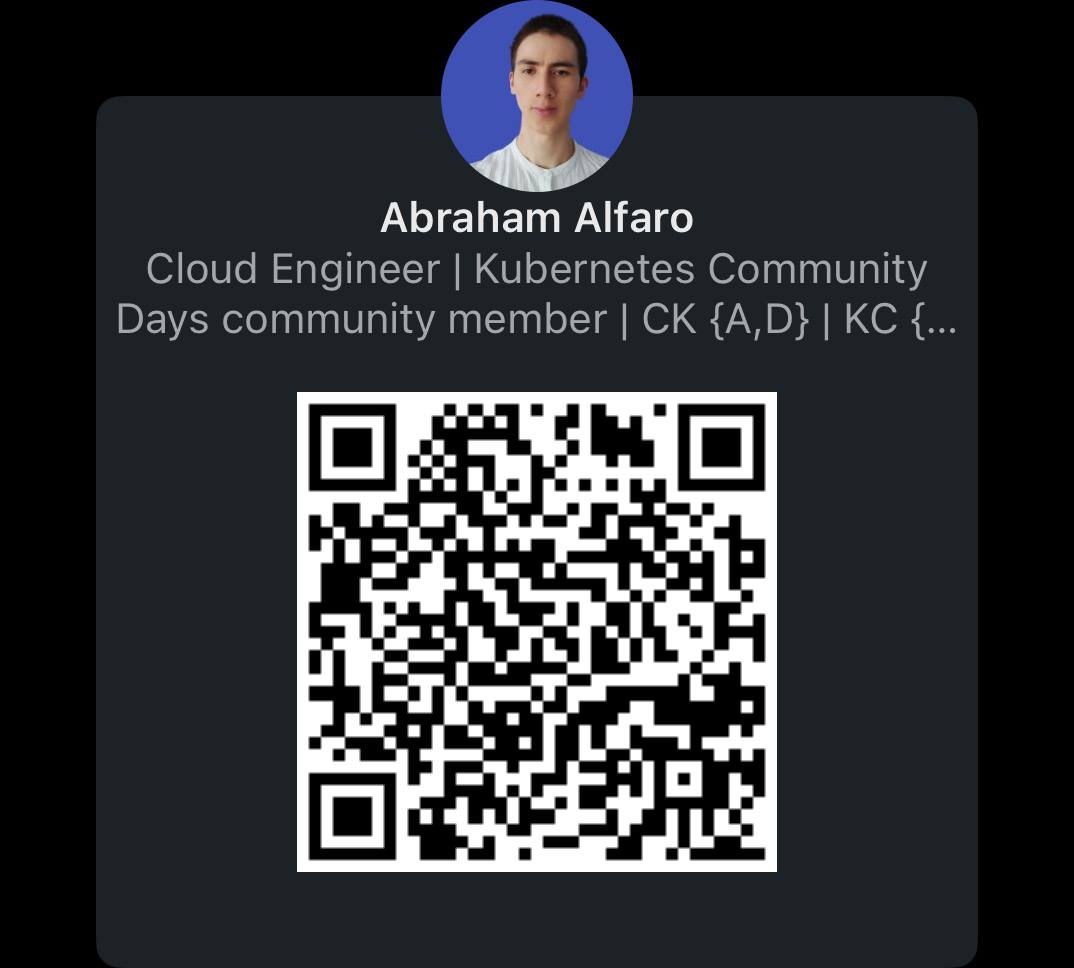 Abraham Alfaro
Cloud Engineer | Kubernetes Community
Days community member | CK {A,D} | KC {...